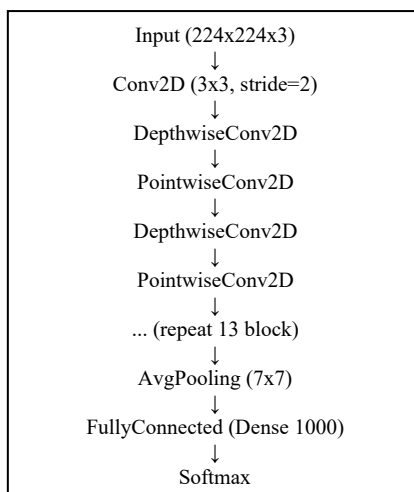 Input (224x224x3)
↓
Conv2D (3x3, stride=2)
↓
DepthwiseConv2D
↓
PointwiseConv2D
↓
DepthwiseConv2D
↓
PointwiseConv2D
↓
... (repeat 13 block)
↓
AvgPooling (7x7)
↓
FullyConnected (Dense 1000)
↓
Softmax